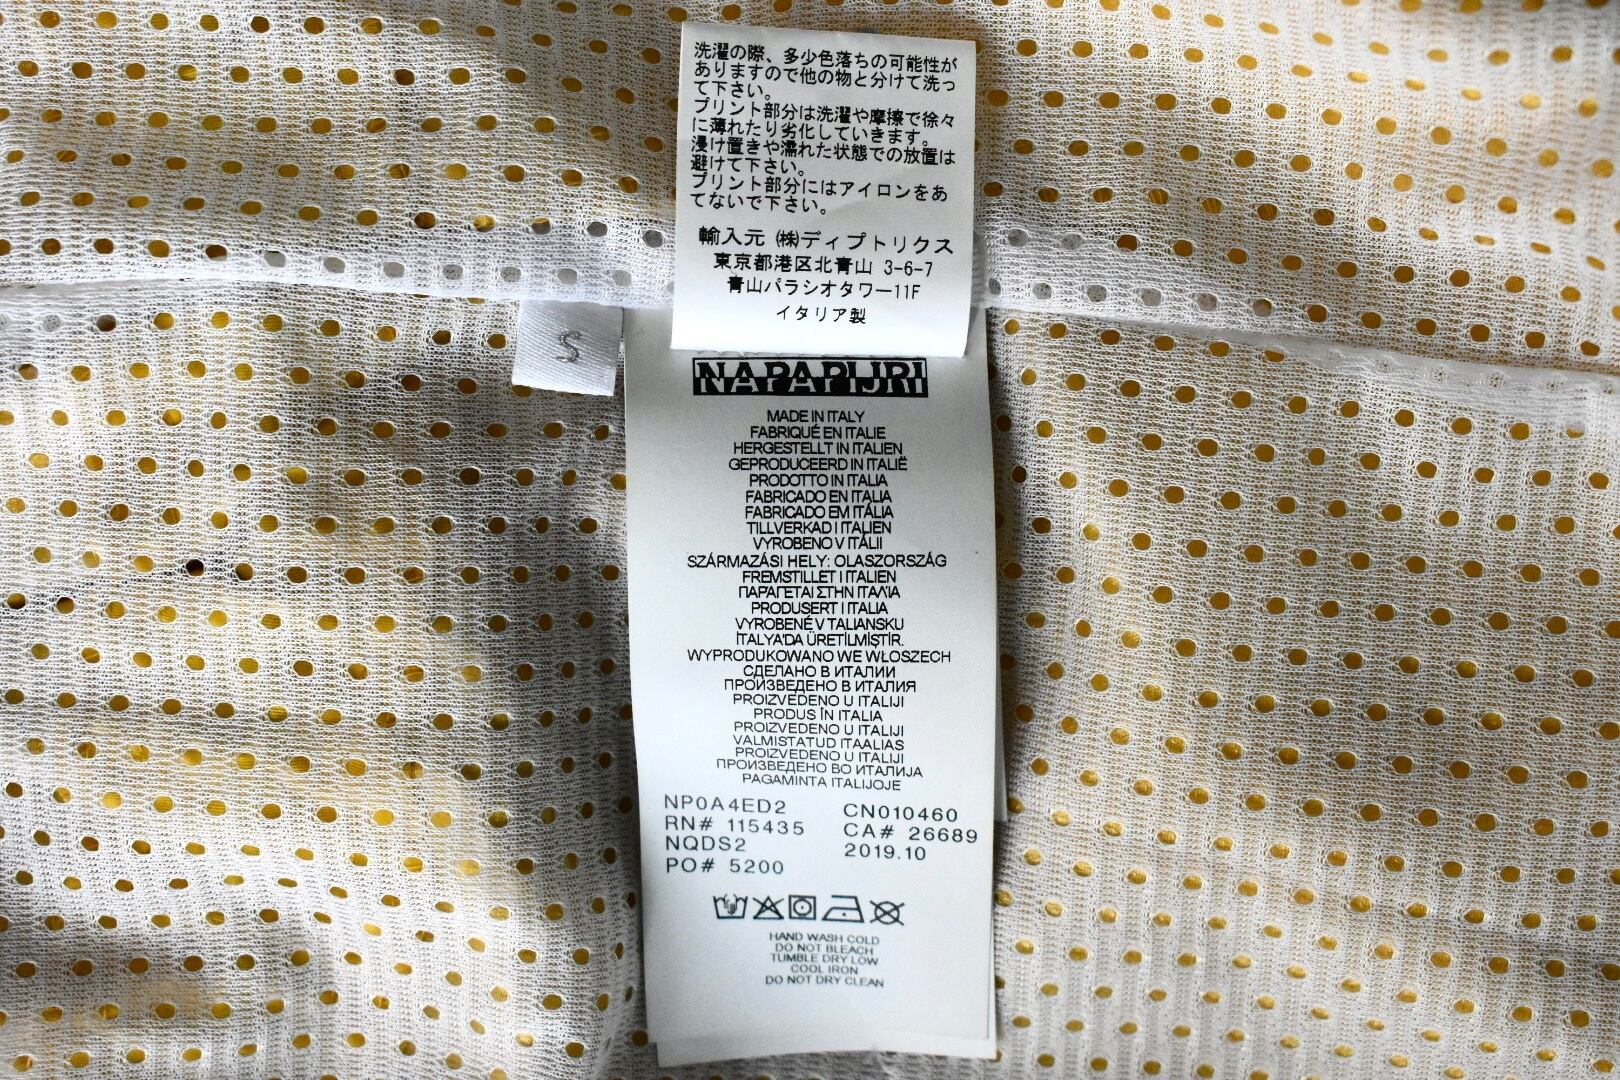 洗濯の際、多少色落ちの可能性が
ありますので他の物と分けて洗っ
て下さい。
プリント部分は洗濯や摩擦で徐々
に薄れたり劣化していきます。
浸け置きや濡れた状態での放置は
避けて下さい。
プリント部分にはアイロンをあ
てないで下さい。
輸入元 ㈱ディプトリクス
東京都港区北青山 3-6-7
青山パラシオタワー11F
イタリア製
S
NAPAPIJRI
MADE IN ITALY
FABRIQUÉ EN ITALIE
HERGESTELLT IN ITALIEN
GEPRODUCEERD IN ITALIË
PRODOTTO IN ITALIA
FABRICADO EN ITALIA
FABRICADO EM ITÁLIA
TILLVERKAD I ITALIEN
VYROBENO V ITÁLII
SZÁRMAZÁSI HELY: OLASZORSZÁG
FREMSTILLET I ITALIEN
ΠΑΡΑΓΕΤΑΙ ΣΤΗΝ ΙΤΑΛΙΑ
PRODUSERT I ITALIA
VYROBENÉ V TALIANSKU
İTALYA'DA ÜRETİLMİŞTİR.
WYPRODUKOWANO WE WŁOSZECH
СДЕЛАНО В ИТАЛИИ
ПРОИЗВЕДЕНО В ИТАЛИЯ
PROIZVEDENO U ITALIJI
PRODUS ÎN ITALIA
PROIZVEDENO U ITALIJI
VALMISTATUD ITAALIAS
PROIZVEDENO U ITALIJI
ПРОИЗВЕДЕНО ВО ИТАЛИЈА
PAGAMINTA ITALIJOJE
NP0A4ED2 CN010460
RN# 115435 CA# 26689
NQDS2 2019.10
PO# 5200
HAND WASH COLD
DO NOT BLEACH
TUMBLE DRY LOW
COOL IRON
DO NOT DRY CLEAN